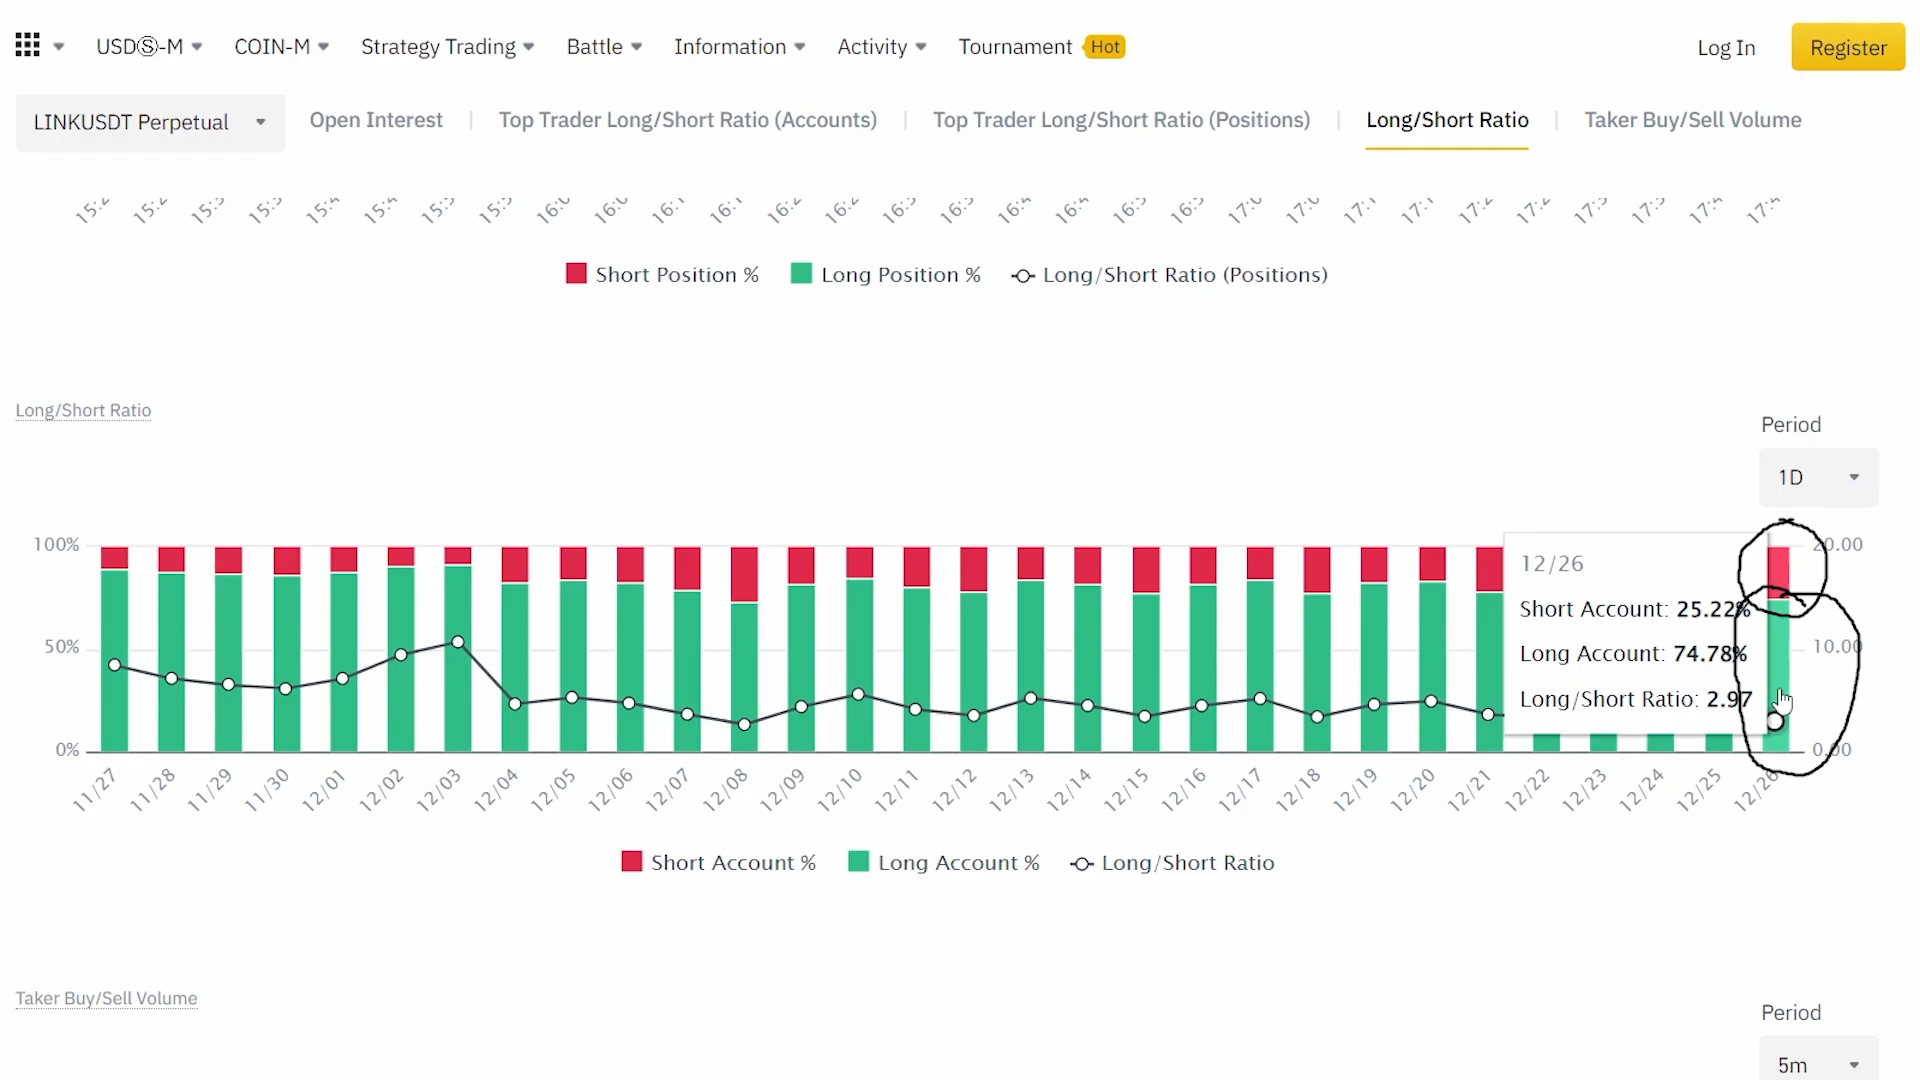 USDⓈ-M COIN-M Strategy Trading Battle Information Activity Tournament Hot Log In Register
LINKUSDT Perpetual Open Interest Top Trader Long/Short Ratio (Accounts) Top Trader Long/Short Ratio (Positions) Long/Short Ratio Taker Buy/Sell Volume
Short Position % Long Position % Long/Short Ratio (Positions)
Long/Short Ratio
Period
1D
100%
50%
0%
20.00
10.00
0.00
12/26
Short Account: 25.22%
Long Account: 74.78%
Long/Short Ratio: 2.97
11/27 11/28 11/29 11/30 12/01 12/02 12/03 12/04 12/05 12/06 12/07 12/08 12/09 12/10 12/11 12/12 12/13 12/14 12/15 12/16 12/17 12/18 12/19 12/20 12/21 12/22 12/23 12/24 12/25 12/26
Short Account % Long Account % Long/Short Ratio
Taker Buy/Sell Volume
Period
5m